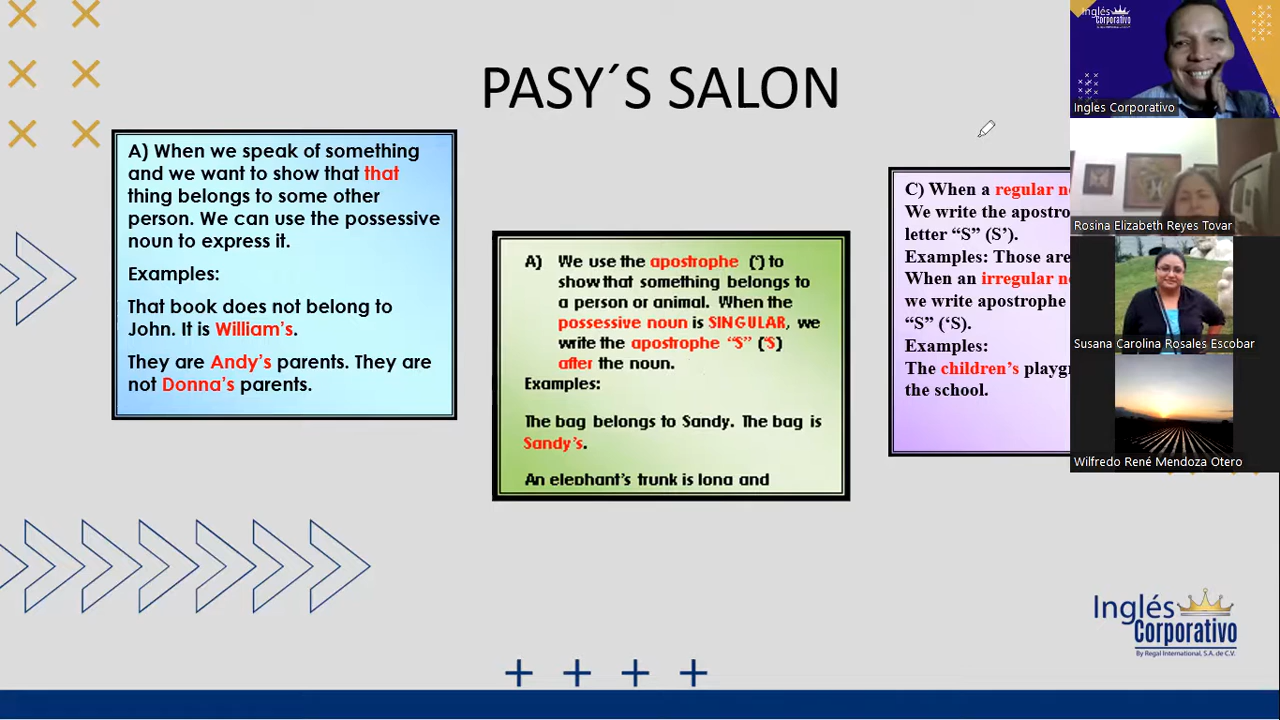 PASY´S SALON
A) When we speak of something
and we want to show that that
thing belongs to some other
person. We can use the possessive
noun to express it.
Examples:
That book does not belong to
John. It is William's.
They are Andy's parents. They are
not Donna's parents.
A) We use the apostrophe (') to
show that something belongs to
a person or animal. When the
possessive noun is SINGULAR, we
write the apostrophe "S" ('S)
after the noun.
Examples:
The bag belongs to Sandy. The bag is
Sandy's.
An elephant's trunk is long and
C) When a regular
We write the
letter "S" (S').
Examples: Those are
When an irregular
we write apostrophe
"S" ('S).
Examples:
The children's
the school.
Inglés
Corporativo
Ingles Corporativo
Rosina Elizabeth Reyes Tovar
Susana Carolina Rosales Escobar
Wilfredo René Mendoza Otero
Inglés
Corporativo
By Regal International, S.A. de C.V.